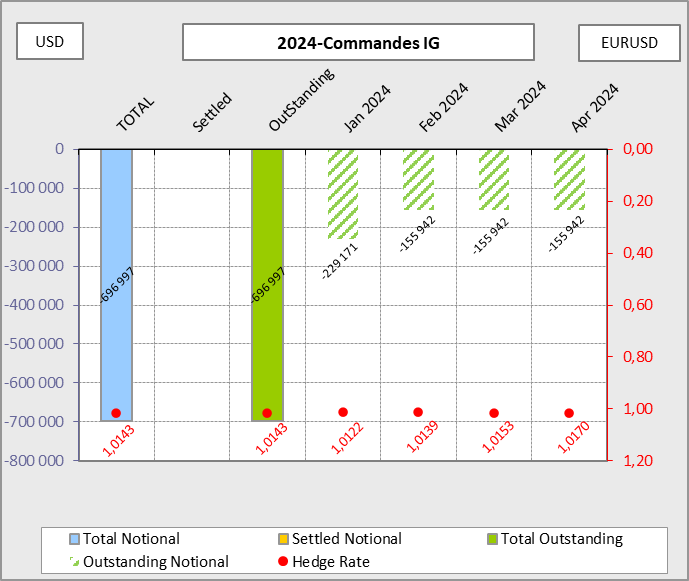 USD
2024-Commandes IG
EURUSD
TOTAL
Settled
OutStanding
Jan 2024
Feb 2024
Mar 2024
Apr 2024
0
-100 000
-200 000
-300 000
-400 000
-500 000
-600 000
-700 000
-800 000
0,00
0,20
0,40
0,60
0,80
1,00
1,20
-696 997
-696 997
-229 171
-155 942
-155 942
-155 942
1,0143
1,0143
1,0122
1,0139
1,0153
1,0170
Total Notional
Settled Notional
Total Outstanding
Outstanding Notional
Hedge Rate